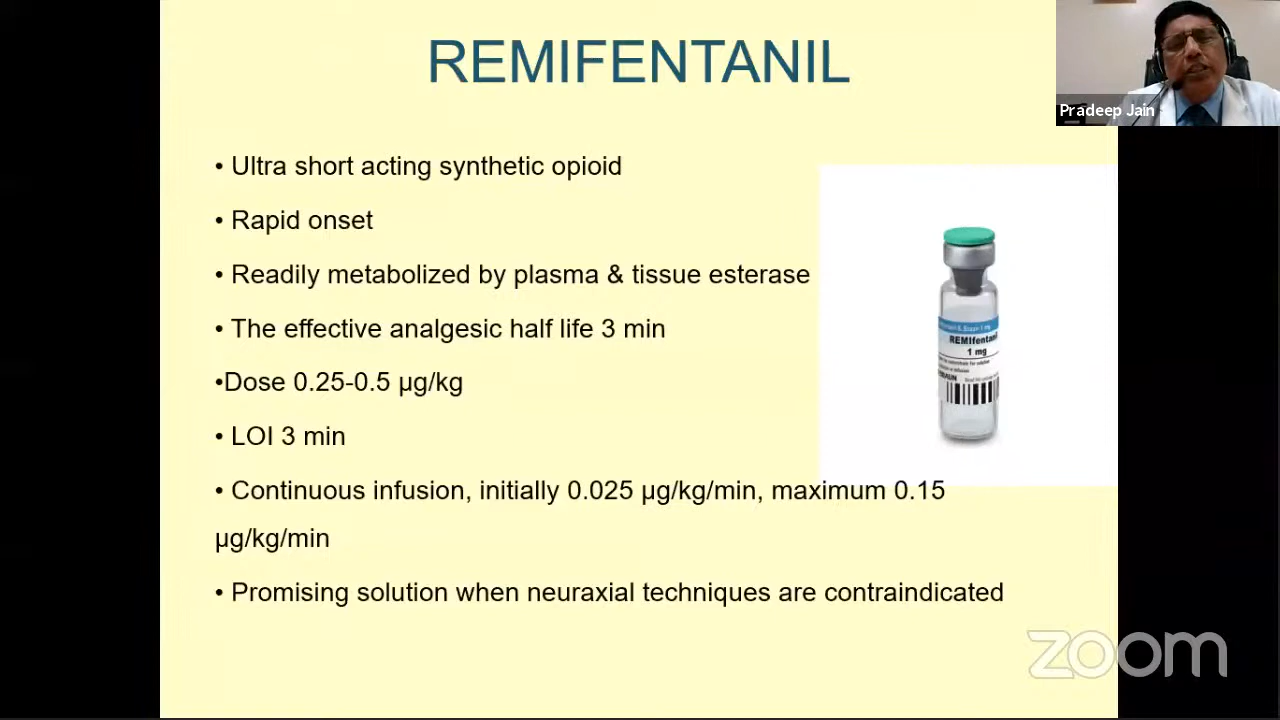 REMIFENTANIL
Pradeep Jain
• Ultra short acting synthetic opioid
• Rapid onset
• Readily metabolized by plasma & tissue esterase
• The effective analgesic half life 3 min
•Dose 0.25-0.5 µg/kg
• LOI 3 min
• Continuous infusion, initially 0.025 µg/kg/min, maximum 0.15
µg/kg/min
• Promising solution when neuraxial techniques are contraindicated
REMIfentanil
1 mg
zoom